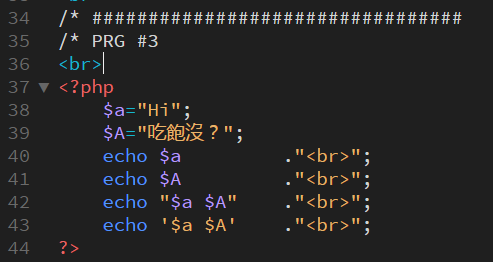 34 /* #################################
35 /* PRG #3
36 <br>
37 ▼ <?php
38     $a="Hi";
39     $A="吃飽沒？";
40     echo $a         ."<br>";
41     echo $A         ."<br>";
42     echo "$a $A"    ."<br>";
43     echo '$a $A'    ."<br>";
44 ?>